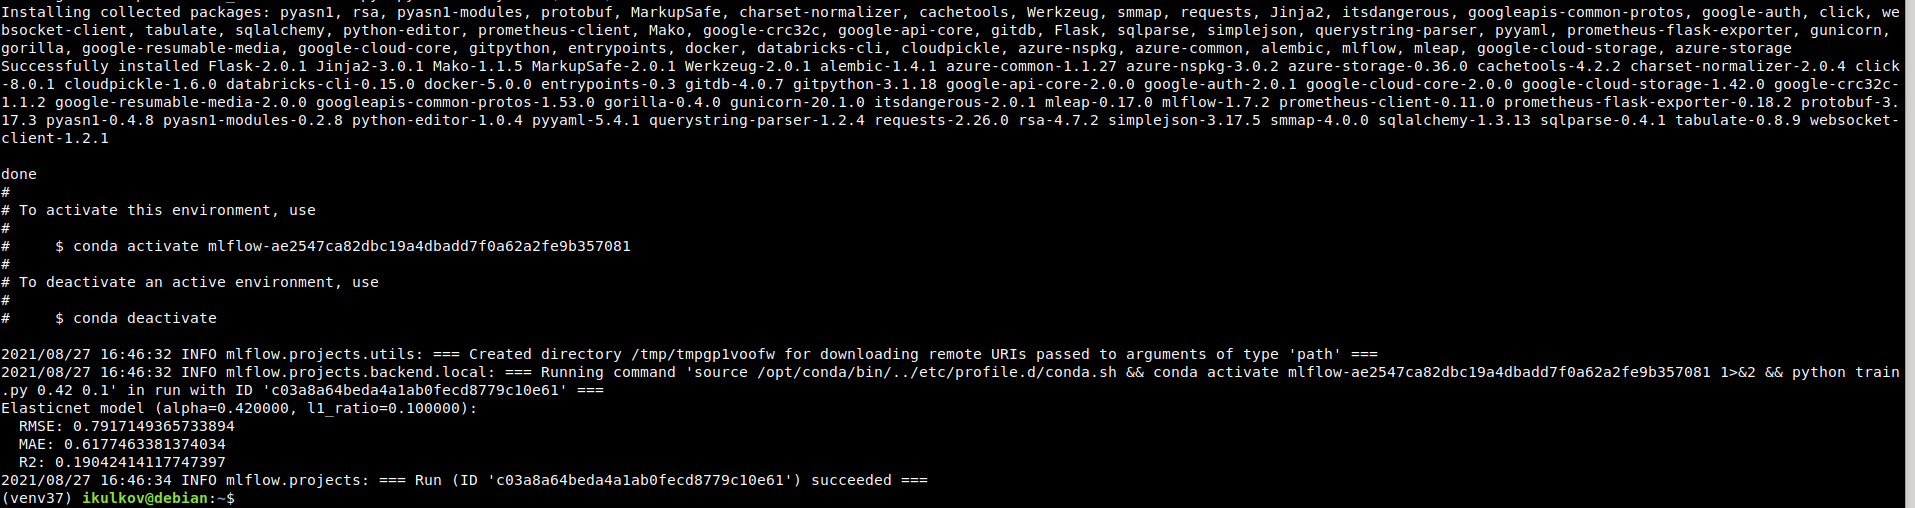 Installing collected packages: pyasn1, rsa, pyasn1-modules, protobuf, MarkupSafe, charset-normalizer, cachetools, Werkzeug, smmap, requests, Jinja2, itsdangerous, googleapis-common-protos, google-auth, click, we
bsocket-client, tabulate, sqlalchemy, python-editor, prometheus-client, Mako, google-crc32c, google-api-core, gitdb, Flask, sqlparse, simplejson, querystring-parser, pyyaml, prometheus-flask-exporter, gunicorn,
gorilla, google-resumable-media, google-cloud-core, gitpython, entrypoints, docker, databricks-cli, cloudpickle, azure-nspkg, azure-common, alembic, mlflow, mleap, google-cloud-storage, azure-storage
Successfully installed Flask-2.0.1 Jinja2-3.0.1 Mako-1.1.5 MarkupSafe-2.0.1 Werkzeug-2.0.1 alembic-1.4.1 azure-common-1.1.27 azure-nspkg-3.0.2 azure-storage-0.36.0 cachetools-4.2.2 charset-normalizer-2.0.4 click
-8.0.1 cloudpickle-1.6.0 databricks-cli-0.15.0 docker-5.0.0 entrypoints-0.3 gitdb-4.0.7 gitpython-3.1.18 google-api-core-2.0.0 google-auth-2.0.1 google-cloud-core-2.0.0 google-cloud-storage-1.42.0 google-crc32c-
1.1.2 google-resumable-media-2.0.0 googleapis-common-protos-1.53.0 gorilla-0.4.0 gunicorn-20.1.0 itsdangerous-2.0.1 mleap-0.17.0 mlflow-1.7.2 prometheus-client-0.11.0 prometheus-flask-exporter-0.18.2 protobuf-3.
17.3 pyasn1-0.4.8 pyasn1-modules-0.2.8 python-editor-1.0.4 pyyaml-5.4.1 querystring-parser-1.2.4 requests-2.26.0 rsa-4.7.2 simplejson-3.17.5 smmap-4.0.0 sqlalchemy-1.3.13 sqlparse-0.4.1 tabulate-0.8.9 websocket-
client-1.2.1
done
#
# To activate this environment, use
#
#     $ conda activate mlflow-ae2547ca82dbc19a4dbadd7f0a62a2fe9b357081
#
# To deactivate an active environment, use
#
#     $ conda deactivate
2021/08/27 16:46:32 INFO mlflow.projects.utils: === Created directory /tmp/tmpgp1voofw for downloading remote URIs passed to arguments of type 'path' ===
2021/08/27 16:46:32 INFO mlflow.projects.backend.local: === Running command 'source /opt/conda/bin/../etc/profile.d/conda.sh && conda activate mlflow-ae2547ca82dbc19a4dbadd7f0a62a2fe9b357081 1>&2 && python train
.py 0.42 0.1' in run with ID 'c03a8a64beda4a1ab0fecd8779c10e61' ===
Elasticnet model (alpha=0.420000, l1_ratio=0.100000):
  RMSE: 0.7917149365733894
  MAE: 0.6177463381374034
  R2: 0.19042414117747397
2021/08/27 16:46:34 INFO mlflow.projects: === Run (ID 'c03a8a64beda4a1ab0fecd8779c10e61') succeeded ===
(venv37) ikulkov@debian:~$